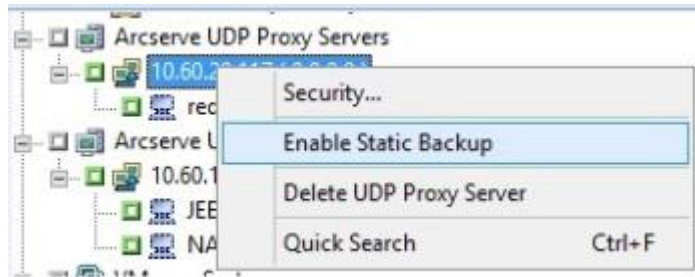 Arcserve UDP Proxy Servers
Security...
Enable Static Backup
Delete UDP Proxy Server
Quick Search Ctrl+F